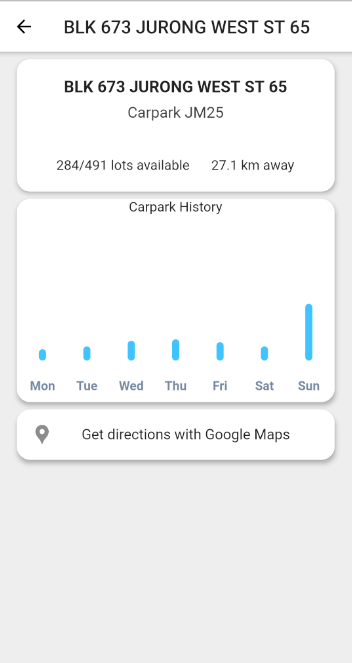 BLK 673 JURONG WEST ST 65
BLK 673 JURONG WEST ST 65
Carpark JM25
284/491 lots available 27.1 km away
Carpark History
Mon Tue Wed Thu Fri Sat Sun
Get directions with Google Maps